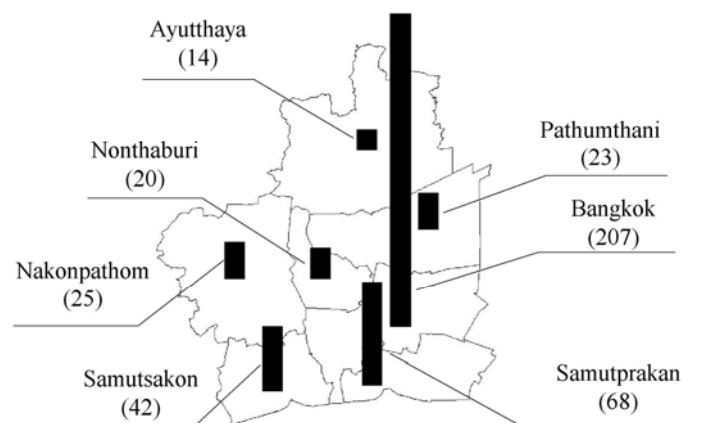 Ayutthaya
(14)
Nonthaburi
(20)
Pathumthani
(23)
Bangkok
(207)
Nakonpathom
(25)
Samutsakon
(42)
Samutprakan
(68)